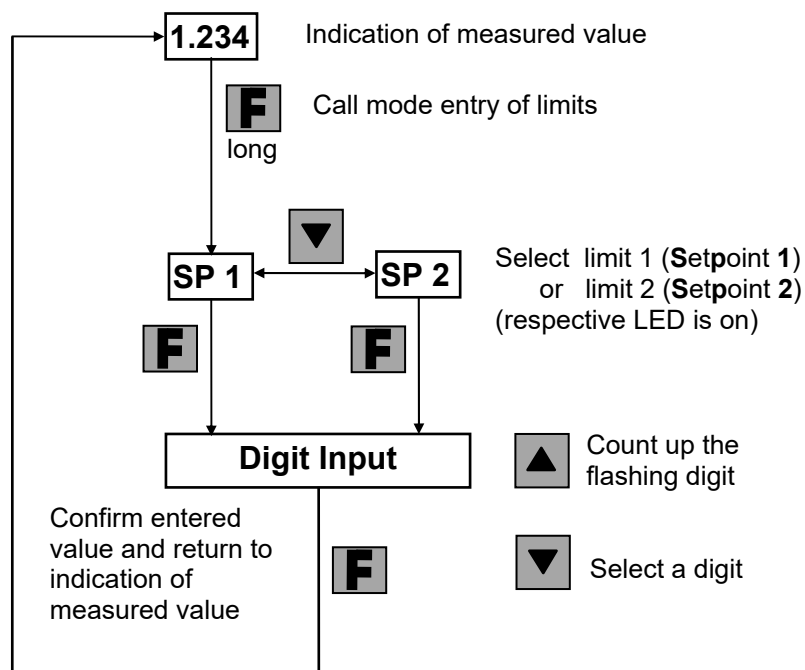 1.234
Indication of measured value
F
Call mode entry of limits
long
▼
SP 1
SP 2
Select limit 1 (Setpoint 1)
or limit 2 (Setpoint 2)
(respective LED is on)
F
F
Digit Input
▲
Count up the
flashing digit
Confirm entered
value and return to
indication of
measured value
F
▼
Select a digit